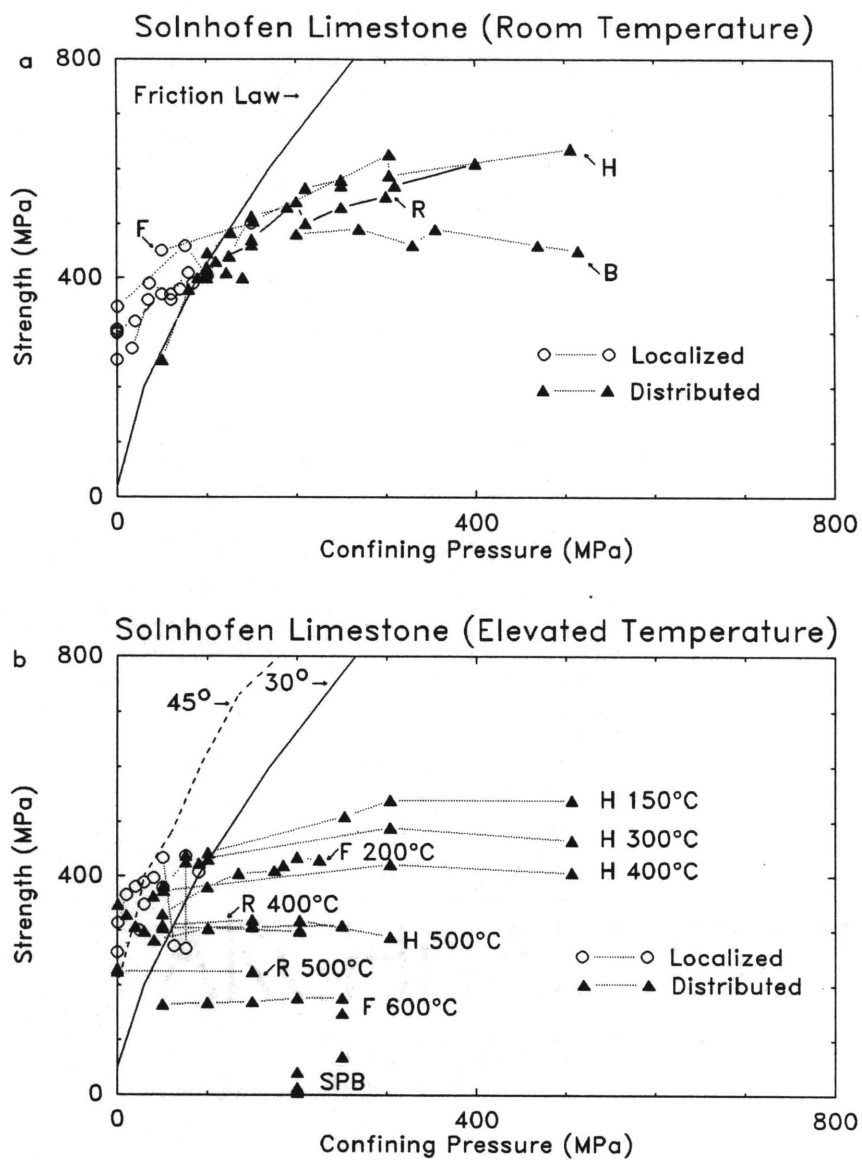 Solnhofen Limestone (Room Temperature)
a
800
Friction Law→
F
H
R
B
400
Strength (MPa)
Localized
Distributed
0
0
400
800
Confining Pressure (MPa)
Solnhofen Limestone (Elevated Temperature)
b
800
30°
45°
H 150°C
H 300°C
F 200°C
H 400°C
400
Strength (MPa)
R 400°C
H 500°C
R 500°C
Localized
Distributed
F 600°C
SPB
0
0
400
800
Confining Pressure (MPa)